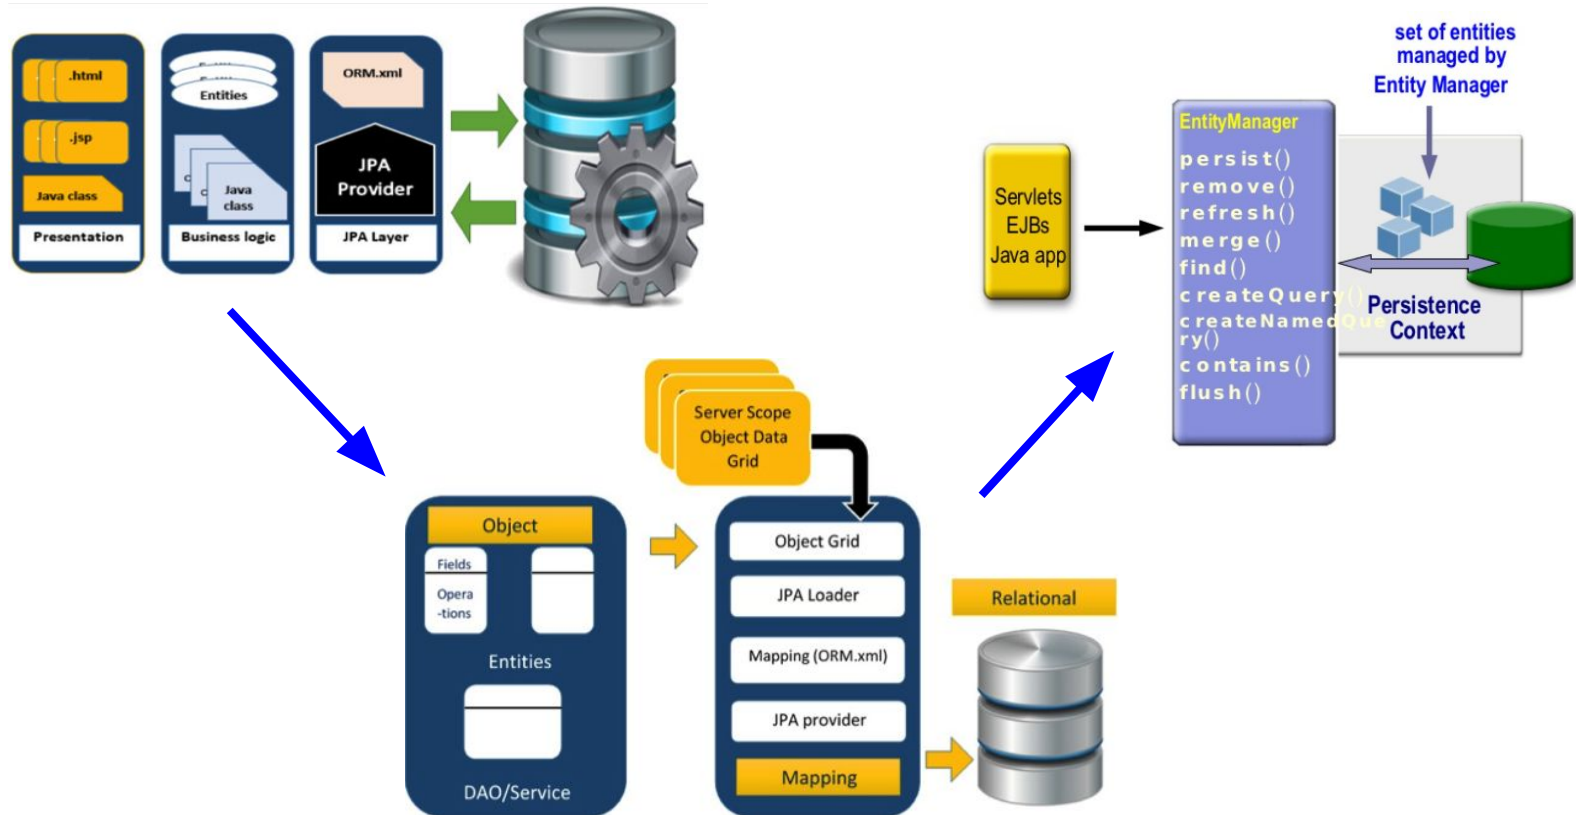 .html
.jsp
Java class
Presentation
Entities
Java
class
Business logic
ORM.xml
JPA
Provider
JPA Layer
set of entities
managed by
Entity Manager
Servlets
EJBs
Java app
EntityManager
persist()
remove()
refresh()
merge()
find()
createQuery()
createNamedQue
ry()
contains()
flush()
Persistence
Context
Server Scope
Object Data
Grid
Object
Fields
Opera
-tions
Entities
DAO/Service
Object Grid
JPA Loader
Mapping (ORM.xml)
JPA provider
Mapping
Relational